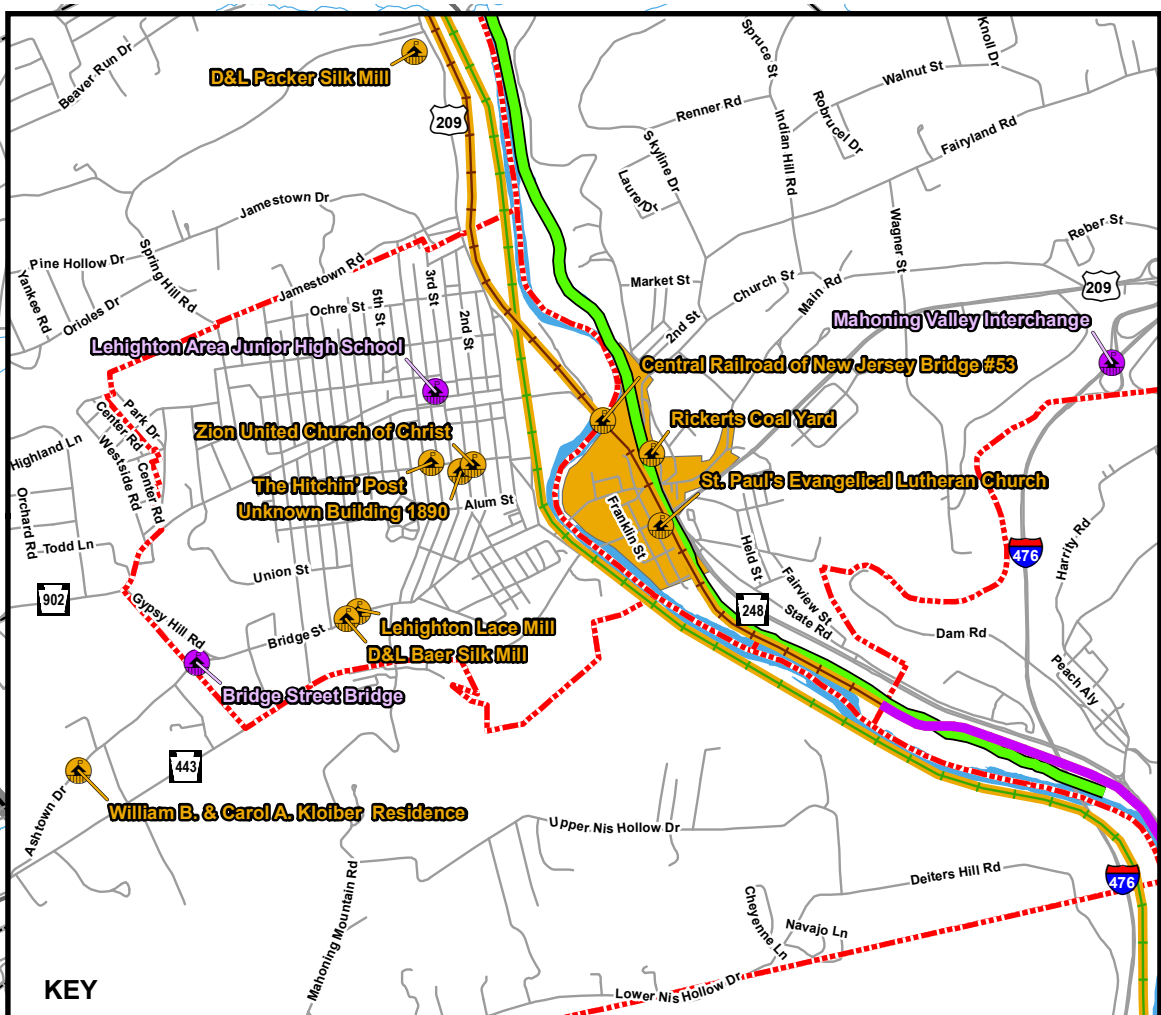 Beaver Run Dr
D&L Packer Silk Mill
209
Spruce St
Knoll Dr
Walnut St
Renner Rd
Robrucel Dr
Indian Hill Rd
Fairyland Rd
Skyline Dr
Laurel Dr
Jamestown Dr
Wagner St
Reber St
Pine Hollow Dr
Spring Hill Rd
Yankee Rd
Orioles Dr
Jamestown Rd
3rd St
5th St
2nd St
Ochre St
Market St
Church St
Main Rd
2nd St
209
Mahoning Valley Interchange
Lehighton Area Junior High School
Central Railroad of New Jersey Bridge #53
Park Dr
Center Rd
Westside Rd
Center Rd
Highland Ln
Zion United Church of Christ
Rickerts Coal Yard
The Hitchin' Post
St. Paul's Evangelical Lutheran Church
Unknown Building 1890
Alum St
Franklin St
Orchard Rd
Todd Ln
Held St
476
Harrity Rd
Union St
902
Gypsy Hill Rd
Fairview St
State Rd
248
Bridge St
Lehighton Lace Mill
D&L Baer Silk Mill
Dam Rd
Peach Aly
Bridge Street Bridge
443
Ashtown Dr
William B. & Carol A. Kloiber Residence
Upper Nis Hollow Dr
Mahoning Mountain Rd
Deiters Hill Rd
476
Cheyenne Ln
Navajo Ln
Lower Nis Hollow Dr
KEY